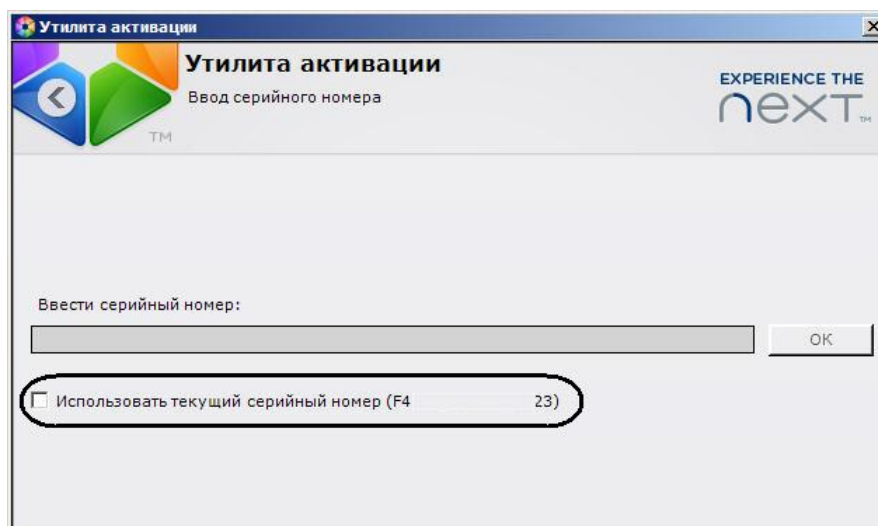 Утилита активации
Утилита активации
Ввод серийного номера
EXPERIENCE THE
next™
TM
Ввести серийный номер:
OK
Использовать текущий серийный номер (F4 23)